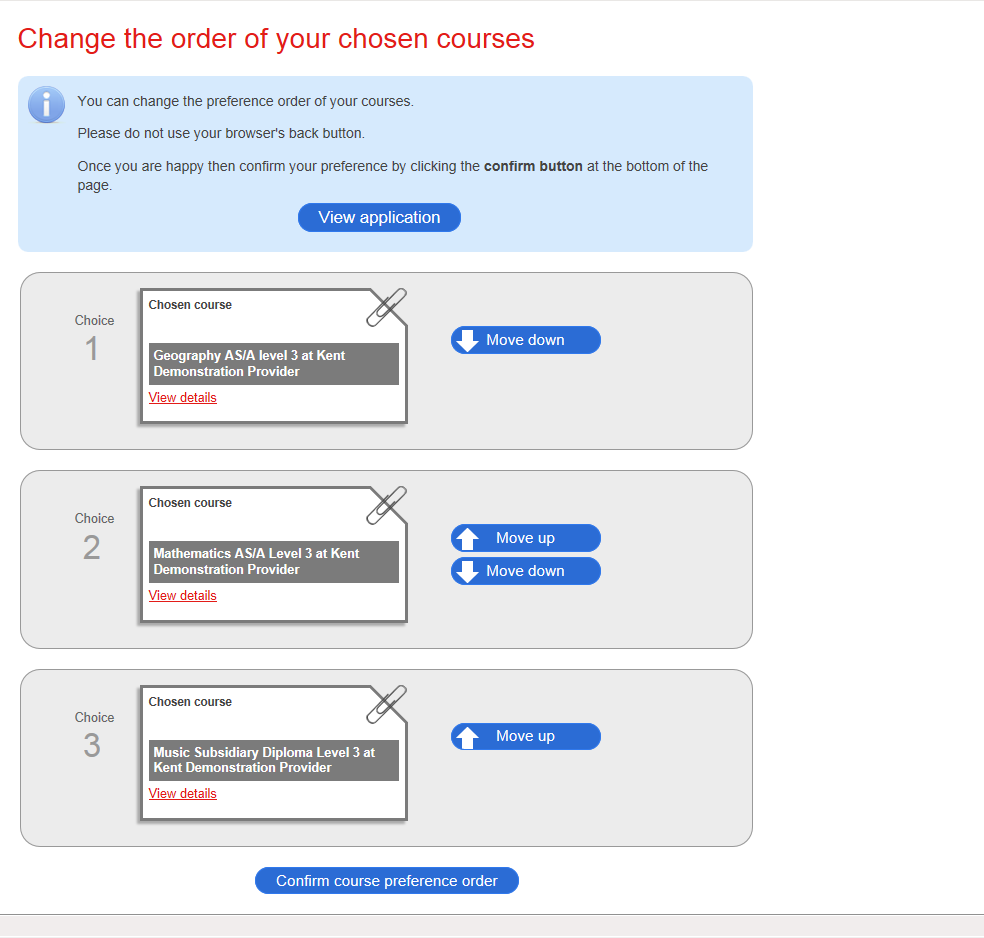 Change the order of your chosen courses
You can change the preference order of your courses.
Please do not use your browser's back button.
Once you are happy then confirm your preference by clicking the confirm button at the bottom of the
page.
View application
Choice
1
Chosen course
Geography AS/A level 3 at Kent
Demonstration Provider
View details
Move down
Choice
2
Chosen course
Mathematics AS/A Level 3 at Kent
Demonstration Provider
View details
Move up
Move down
Choice
3
Chosen course
Music Subsidiary Diploma Level 3 at
Kent Demonstration Provider
View details
Move up
Confirm course preference order